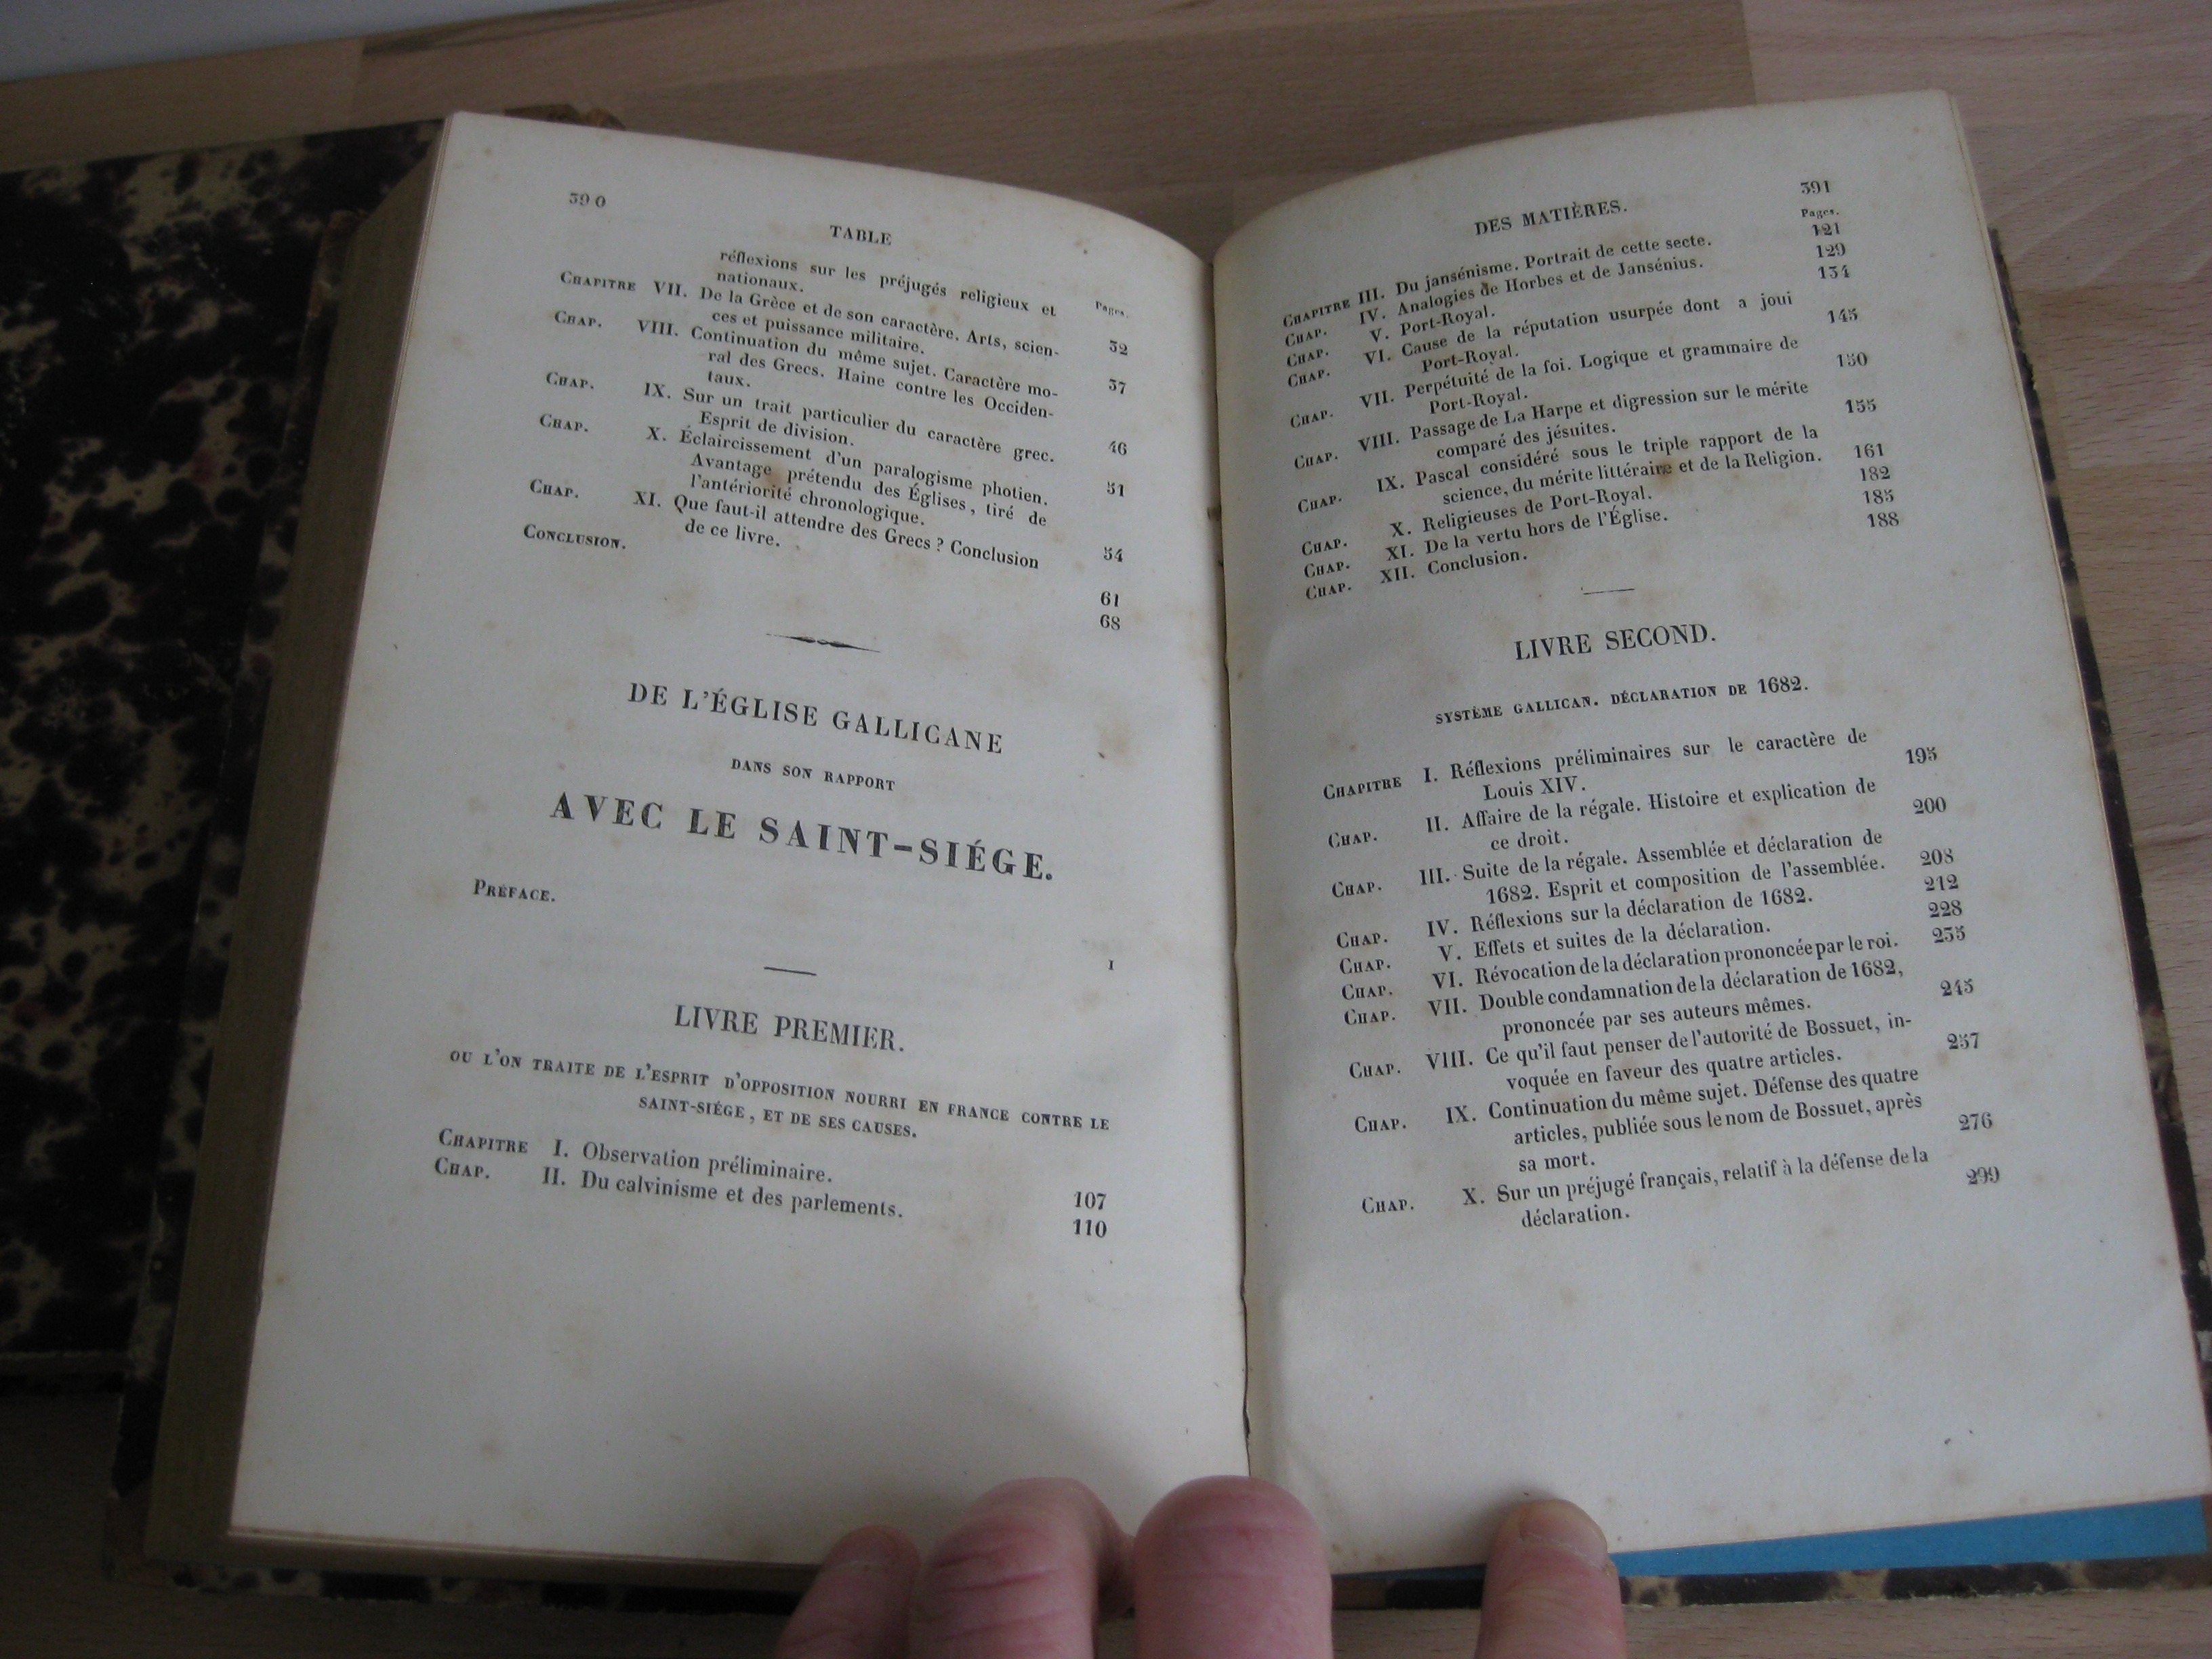 390
TABLE
réflexions sur les préjugés religieux et
nationaux.
Pages.
CHAPITRE VII. De la Grèce et de son caractère. Arts, scien-
ces et puissance militaire. 32
CHAP. VIII. Continuation du même sujet. Caractère mo-
ral des Grecs. Haine contre les Occiden-
taux. 37
CHAP. IX. Sur un trait particulier du caractère grec.
Esprit de division. 46
CHAP. X. Éclaircissement d'un paralogisme photien.
Avantage prétendu des Églises, tiré de
l'antériorité chronologique. 51
CHAP. XI. Que faut-il attendre des Grecs ? Conclusion
de ce livre. 54
CONCLUSION. 61
68
DE L'ÉGLISE GALLICANE
DANS SON RAPPORT
AVEC LE SAINT-SIÉGE.
PRÉFACE. I
LIVRE PREMIER.
OU L'ON TRAITE DE L'ESPRIT D'OPPOSITION NOURRI EN FRANCE CONTRE LE
SAINT-SIÉGE, ET DE SES CAUSES.
CHAPITRE I. Observation préliminaire. 107
CHAP. II. Du calvinisme et des parlements. 110
391
DES MATIÈRES.
Pages.
CHAPITRE III. Du jansénisme. Portrait de cette secte. 121
CHAP. IV. Analogies de Horbes et de Jansénius. 129
CHAP. V. Port-Royal. 134
CHAP. VI. Cause de la réputation usurpée dont a joui
Port-Royal. 145
CHAP. VII. Perpétuité de la foi. Logique et grammaire de
Port-Royal. 150
CHAP. VIII. Passage de La Harpe et digression sur le mérite
comparé des jésuites. 155
CHAP. IX. Pascal considéré sous le triple rapport de la
science, du mérite littéraire et de la Religion. 161
CHAP. X. Religieuses de Port-Royal. 182
CHAP. XI. De la vertu hors de l'Église. 185
CHAP. XII. Conclusion. 188
LIVRE SECOND.
SYSTÈME GALLICAN. DÉCLARATION DE 1682.
CHAPITRE I. Réflexions préliminaires sur le caractère de
Louis XIV. 195
CHAP. II. Affaire de la régale. Histoire et explication de
ce droit. 200
CHAP. III. Suite de la régale. Assemblée et déclaration de
1682. Esprit et composition de l'assemblée. 208
CHAP. IV. Réflexions sur la déclaration de 1682. 212
CHAP. V. Effets et suites de la déclaration. 228
CHAP. VI. Révocation de la déclaration prononcée par le roi. 235
CHAP. VII. Double condamnation de la déclaration de 1682,
prononcée par ses auteurs mêmes. 245
CHAP. VIII. Ce qu'il faut penser de l'autorité de Bossuet, in-
voquée en faveur des quatre articles. 257
CHAP. IX. Continuation du même sujet. Défense des quatre
articles, publiée sous le nom de Bossuet, après
sa mort. 276
CHAP. X. Sur un préjugé français, relatif à la défense de la
déclaration. 299